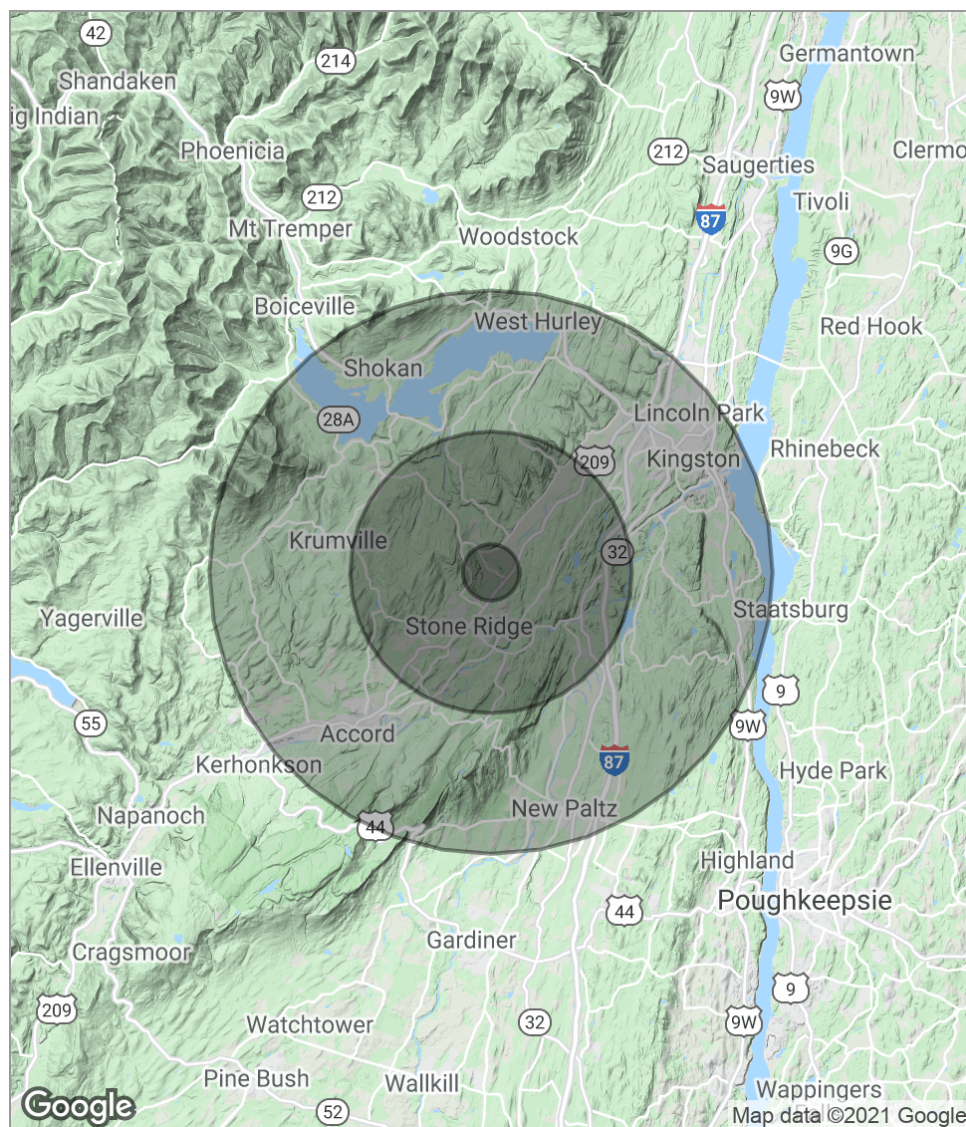 42
214
Germantown
Shandaken
9W
ig Indian
Phoenicia
212
Clermo
Saugerties
212
Tivoli
87
Mt Tremper
Woodstock
9G
Boiceville
West Hurley
Red Hook
Shokan
28A
Lincoln Park
209
Kingston
Rhinebeck
Krumville
32
Yagerville
Stone Ridge
Staatsburg
55
9
Accord
9W
Kerhonkson
87
Hyde Park
Napanoch
New Paltz
44
Ellenville
Highland
Poughkeepsie
44
Gardiner
Cragsmoor
9
209
Watchtower
32
9W
Pine Bush
Wallkill
Wappingers
52
Google
Map data ©2021 Google